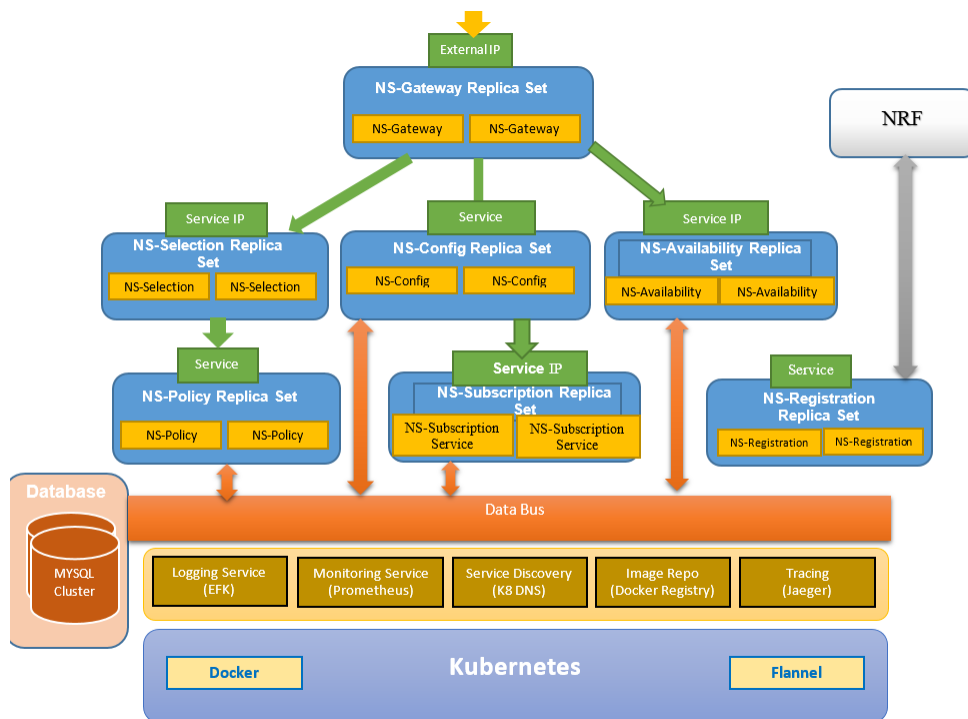 External IP
NS-Gateway Replica Set
NS-Gateway
NS-Gateway
NRF
Service IP
NS-Selection Replica
Set
NS-Selection
NS-Selection
Service
NS-Config Replica Set
NS-Config
NS-Config
Service IP
NS-Availability Replica
Set
NS-Availability
NS-Availability
Service
NS-Policy Replica Set
NS-Policy
NS-Policy
Service IP
NS-Subscription Replica
Set
NS-Subscription
Service
NS-Subscription
Service
Service
NS-Registration
Replica Set
NS-Registration
NS-Registration
Database
MYSQL
Cluster
Data Bus
Logging Service
(EFK)
Monitoring Service
(Prometheus)
Service Discovery
(K8 DNS)
Image Repo
(Docker Registry)
Tracing
(Jaeger)
Docker
Kubernetes
Flannel